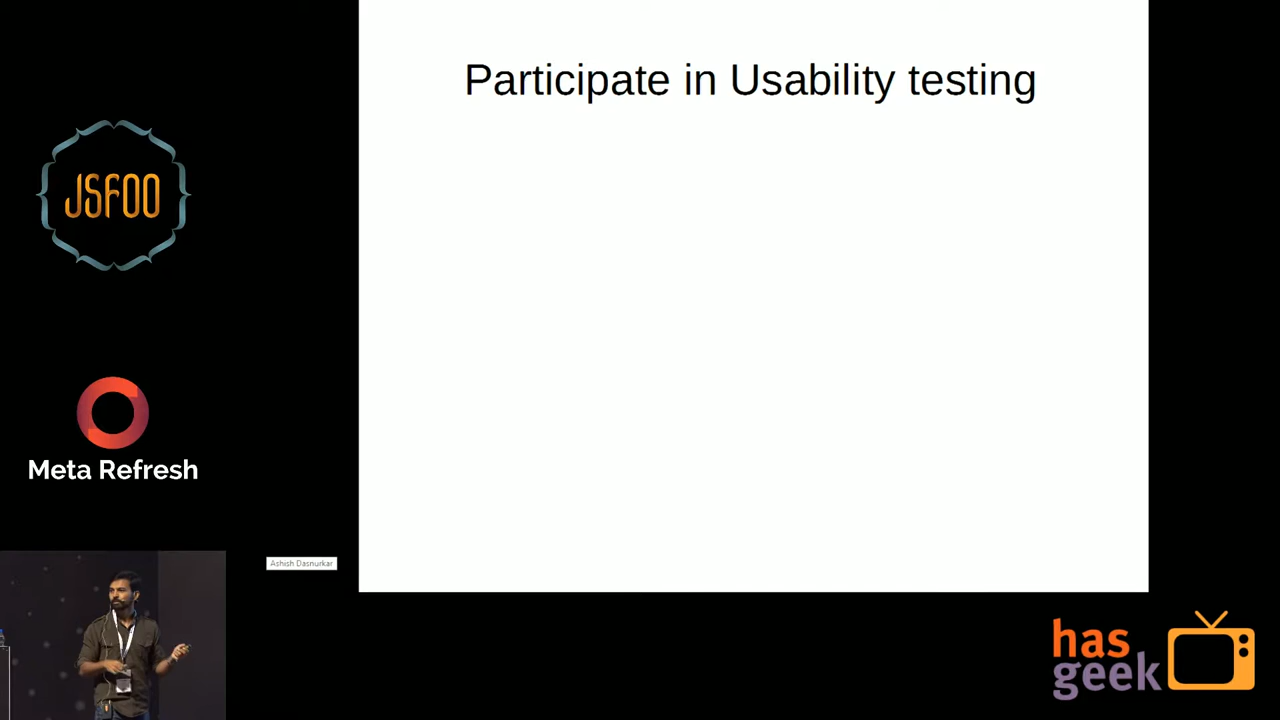 Participate in Usability testing
JSFOO
Meta Refresh
Ashish Dasnurkar
has
geek